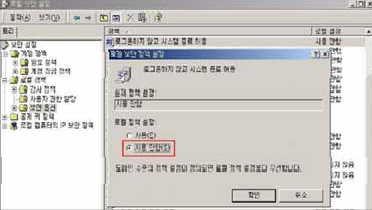 로컬 보안 설정
동작(A) 보기(V)
트리
정책
보안 설정
계정 정책
암호 정책
계정 잠금 정책
로컬 정책
감사 정책
사용자 권한 할당
보안 옵션
공개 키 정책
로컬 컴퓨터의 IP 보안 정책
로그온하지 않고 시스템 종료 허용
사용 안함
로컬 보안 정책 설정
로그온하지 않고 시스템 종료 허용
유효 정책 설정:
사용 안함
로컬 정책 설정:
사용(E)
사용 안함(S)
도메인 수준의 정책 설정이 정의되면 로컬 정책 설정보다 우선합니다.
확인
취소